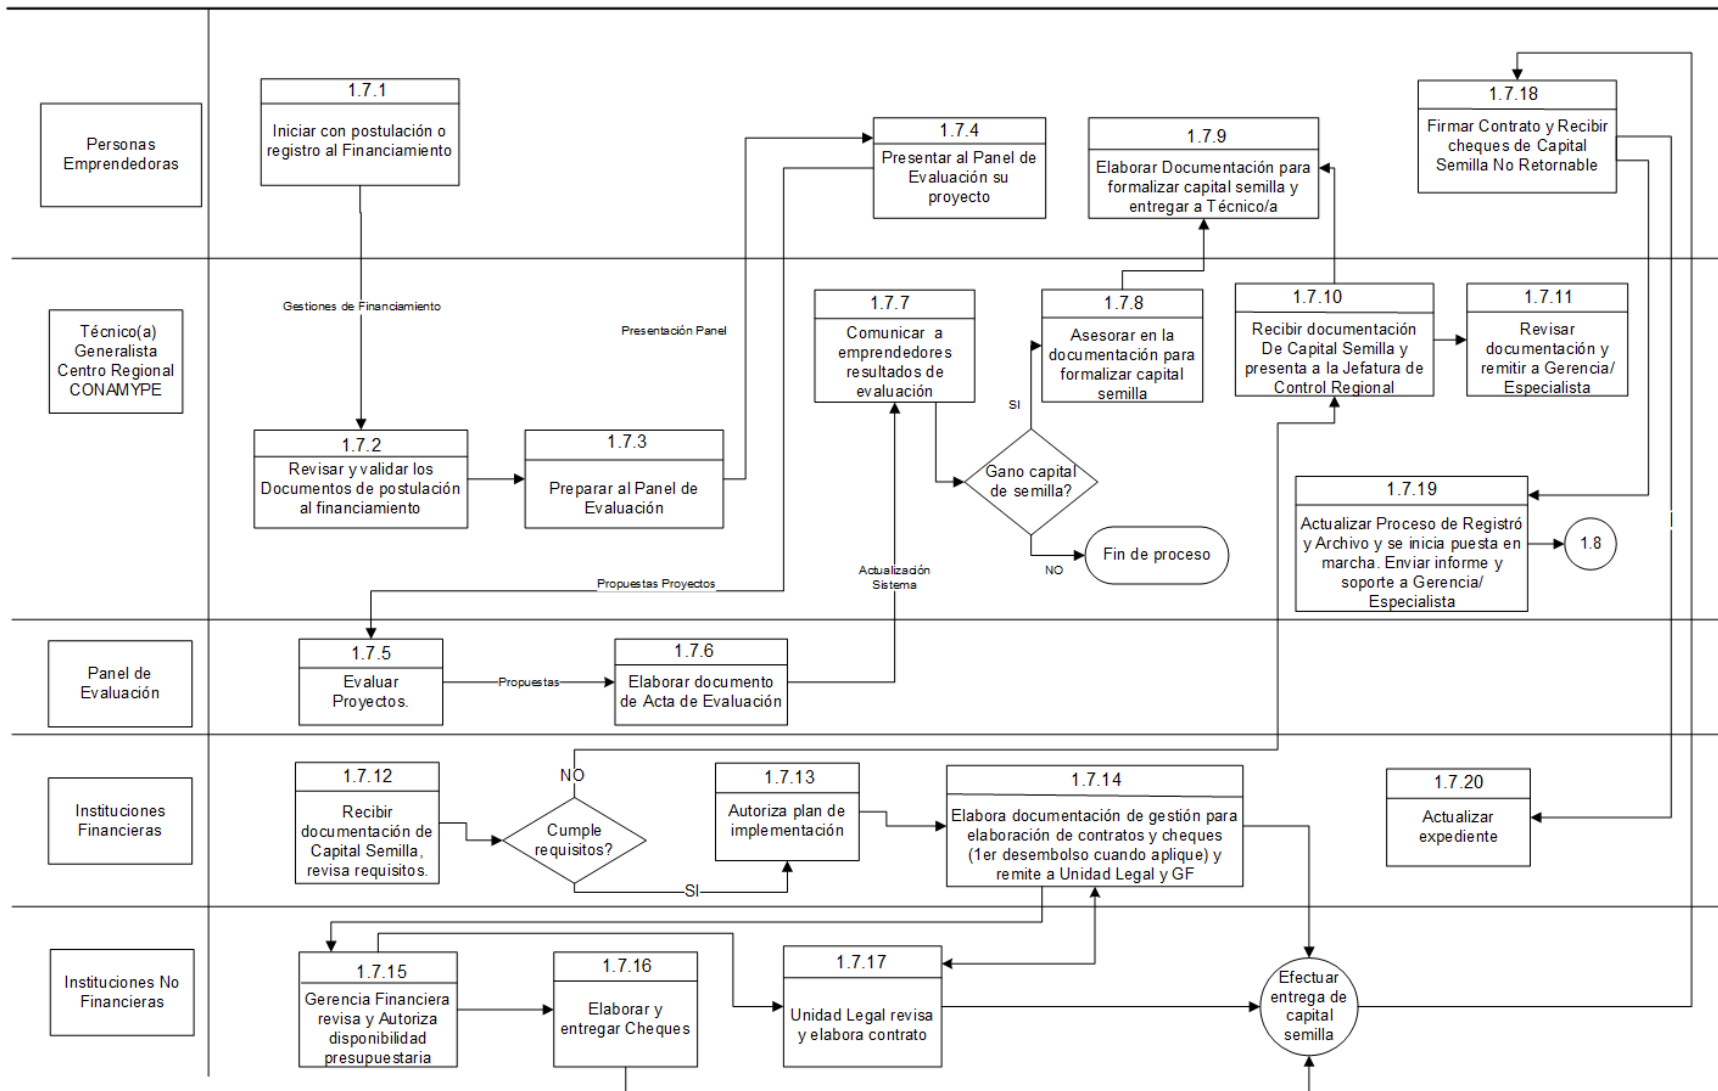 Personas
Emprendedoras
1.7.1
Iniciar con postulación o
registro al Financiamiento
1.7.4
Presentar al Panel de
Evaluación su
proyecto
1.7.9
Elaborar Documentación para
formalizar capital semilla y
entregar a Técnico/a
1.7.18
Firmar Contrato y Recibir
cheques de Capital
Semilla No Retornable
Técnico(a)
Generalista
Centro Regional
CONAMYPE
Gestiones de Financiamiento
Presentación Panel
1.7.2
Revisar y validar los
Documentos de postulación
al financiamiento
1.7.3
Preparar al Panel de
Evaluación
1.7.7
Comunicar a
emprendedores
resultados de
evaluación
1.7.8
Asesorar en la
documentación para
formalizar capital
semilla
SI
Gano capital
de semilla?
NO
Fin de proceso
1.7.10
Recibir documentación
De Capital Semilla y
presenta a la Jefatura de
Control Regional
1.7.11
Revisar
documentación y
remitir a Gerencia/
Especialista
1.7.19
Actualizar Proceso de Registró
y Archivo y se inicia puesta en
marcha. Enviar informe y
soporte a Gerencia/
Especialista
1.8
Propuestas Proyectos
Actualización
Sistema
Panel de
Evaluación
1.7.5
Evaluar
Proyectos.
Propuestas
1.7.6
Elaborar documento
de Acta de Evaluación
Instituciones
Financieras
1.7.12
Recibir
documentación de
Capital Semilla,
revisa requisitos.
NO
Cumple
requisitos?
SI
1.7.13
Autoriza plan de
implementación
1.7.14
Elabora documentación de gestión para
elaboración de contratos y cheques
(1er desembolso cuando aplique) y
remite a Unidad Legal y GF
1.7.20
Actualizar
expediente
Instituciones No
Financieras
1.7.15
Gerencia Financiera
revisa y Autoriza
disponibilidad
presupuestaria
1.7.16
Elaborar y
entregar Cheques
1.7.17
Unidad Legal revisa
y elabora contrato
Efectuar
entrega de
capital
semilla